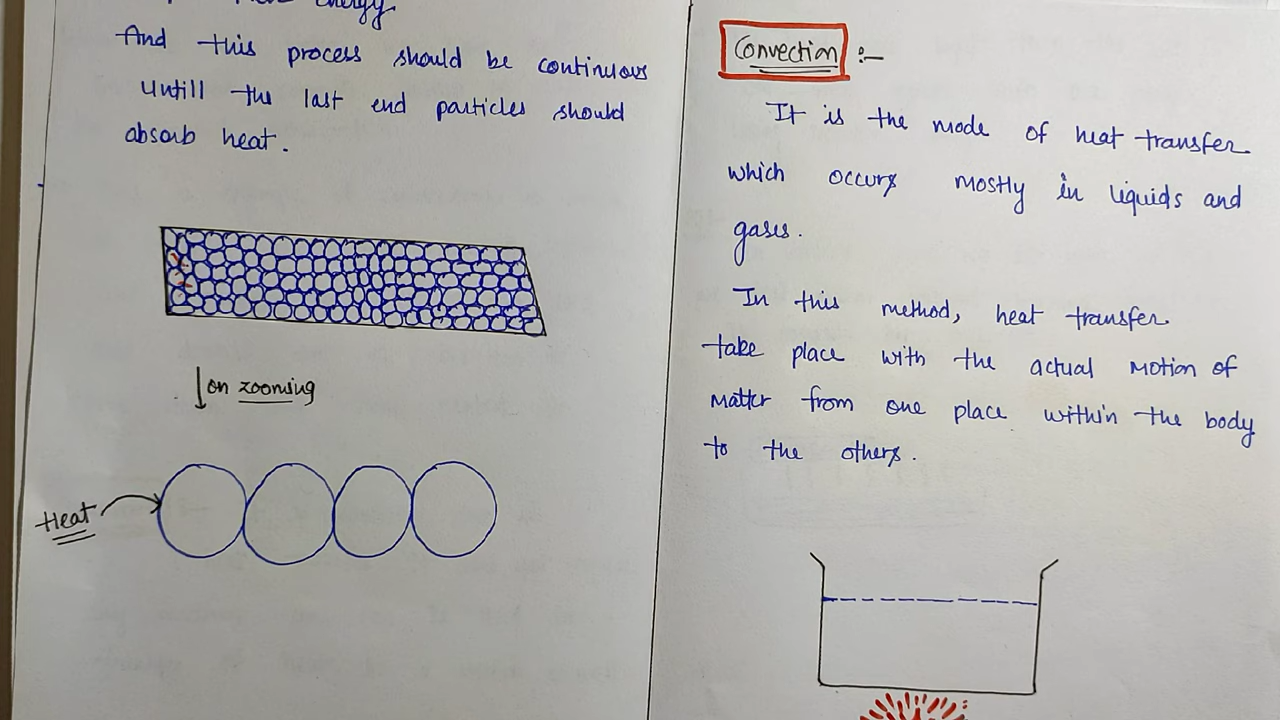 energy
And this process should be continuous
Untill the last end particles should
absorb heat.
on zooming
Heat
Convection :-
It is the mode of heat transfer
which occurs mostly in liquids and
gases.
In this method, heat transfer
take place with the actual motion of
matter from one place within the body
to the others.